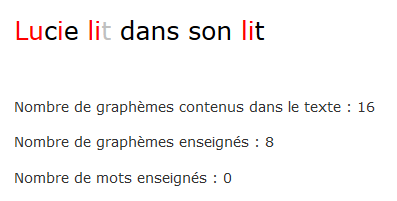 Lucie lit dans son lit
Nombre de graphèmes contenus dans le texte : 16
Nombre de graphèmes enseignés : 8
Nombre de mots enseignés : 0